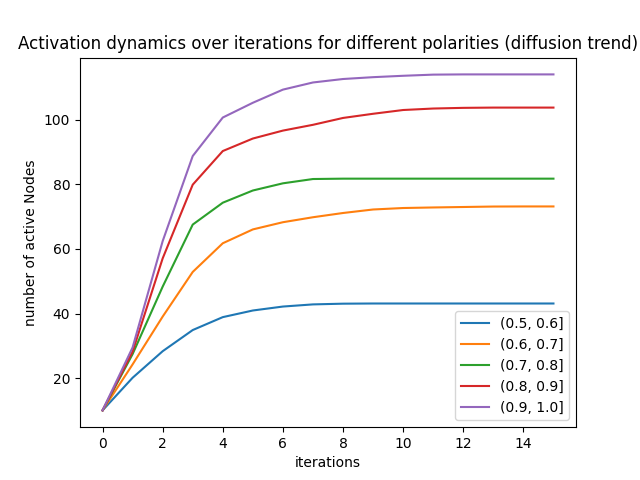 Activation dynamics over iterations for different polarities (diffusion trend)
number of active Nodes
100
80
60
40
20
0 2 4 6 8 10 12 14
iterations
(0.5, 0.6]
(0.6, 0.7]
(0.7, 0.8]
(0.8, 0.9]
(0.9, 1.0]